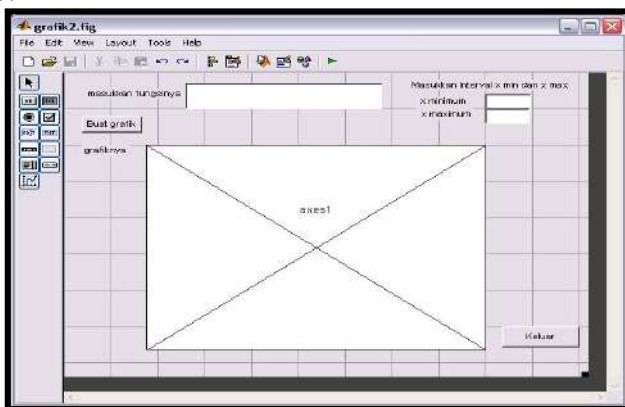 grafik2.fig
File Edit View Layout Tools Help
masukkan fungsinya
Masukkan interval x min dan x max
x minimum
x maximum
Buat grafik
grafiknya
axes1
Keluar